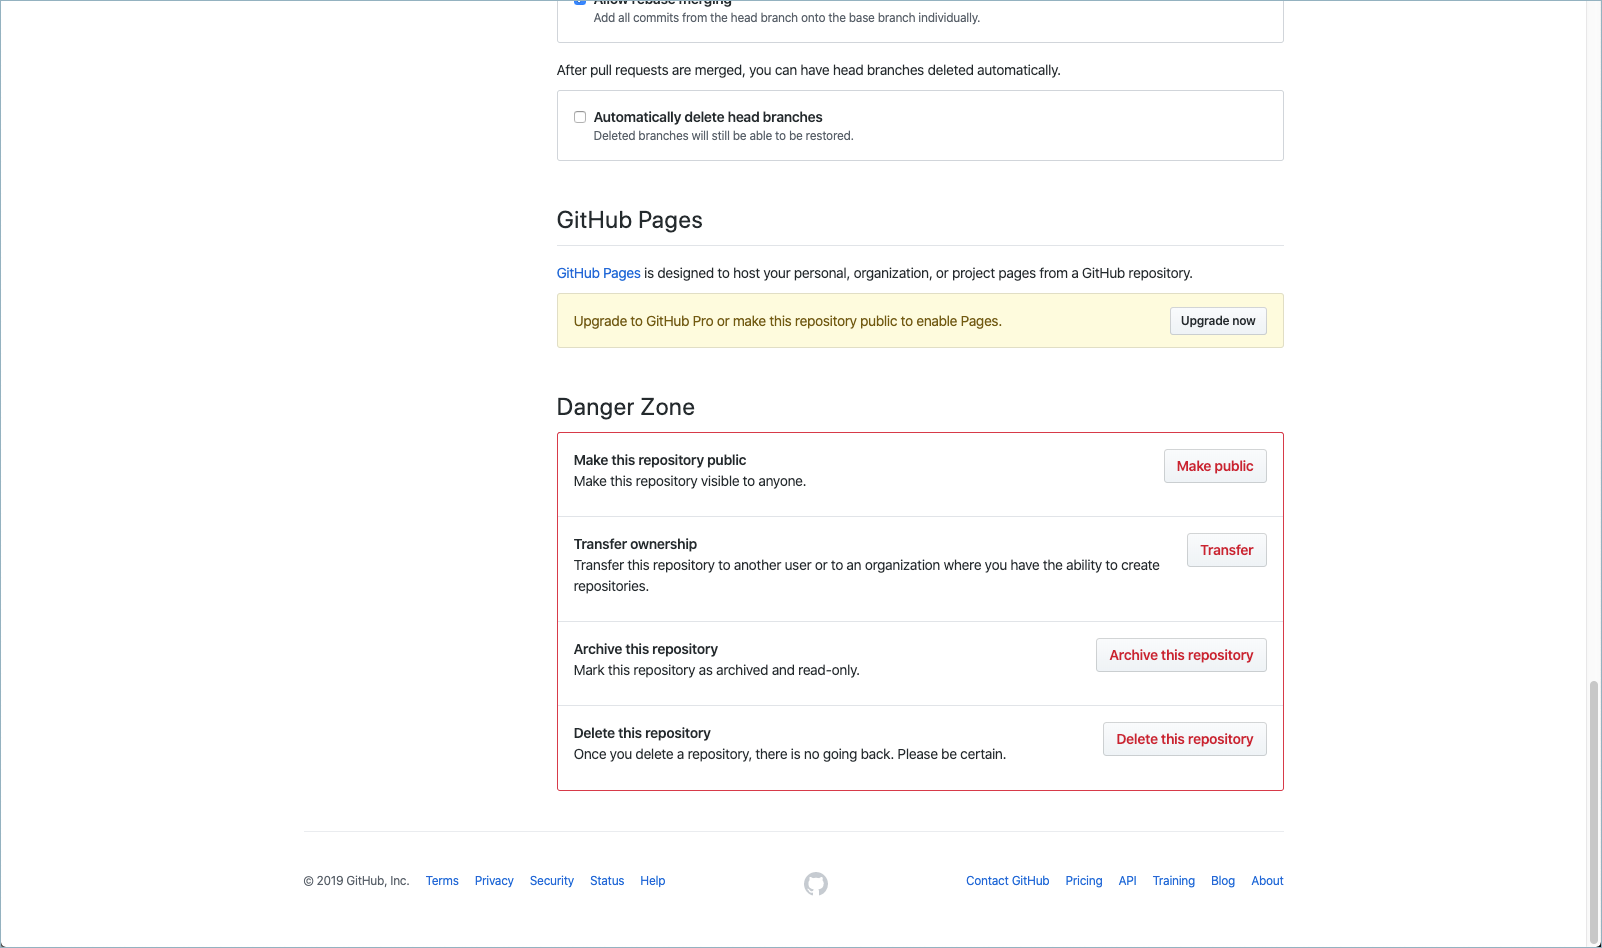 Allow rebase merging
Add all commits from the head branch onto the base branch individually.
After pull requests are merged, you can have head branches deleted automatically.
Automatically delete head branches
Deleted branches will still be able to be restored.
GitHub Pages
GitHub Pages is designed to host your personal, organization, or project pages from a GitHub repository.
Upgrade to GitHub Pro or make this repository public to enable Pages.
Upgrade now
Danger Zone
Make this repository public
Make this repository visible to anyone.
Make public
Transfer ownership
Transfer this repository to another user or to an organization where you have the ability to create
repositories.
Transfer
Archive this repository
Mark this repository as archived and read-only.
Archive this repository
Delete this repository
Once you delete a repository, there is no going back. Please be certain.
Delete this repository
© 2019 GitHub, Inc. Terms Privacy Security Status Help
Contact GitHub Pricing API Training Blog About